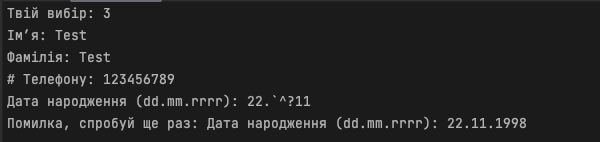 Твій вибір: 3
Ім’я: Test
Фамілія: Test
# Телефону: 123456789
Дата народження (dd.mm.rrrr): 22.`^?11
Помилка, спробуй ще раз: Дата народження (dd.mm.rrrr): 22.11.1998